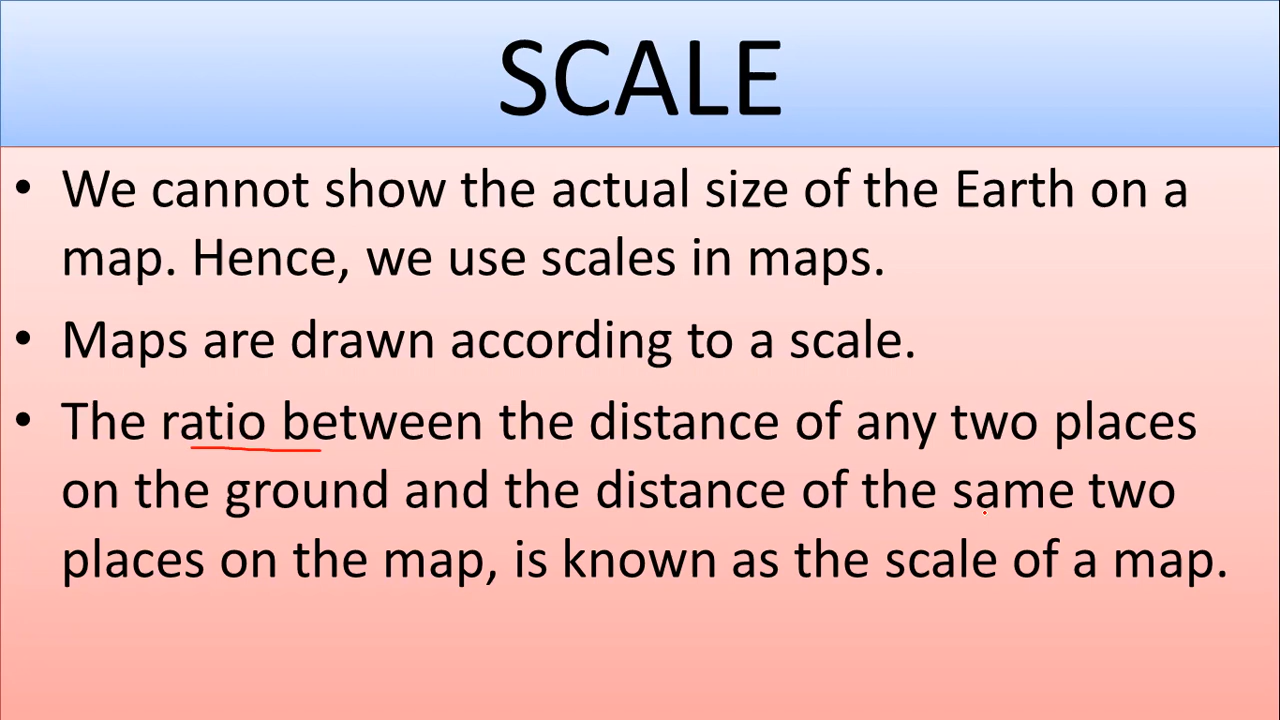 SCALE
• We cannot show the actual size of the Earth on a
map. Hence, we use scales in maps.
• Maps are drawn according to a scale.
• The ratio between the distance of any two places
on the ground and the distance of the same two
places on the map, is known as the scale of a map.